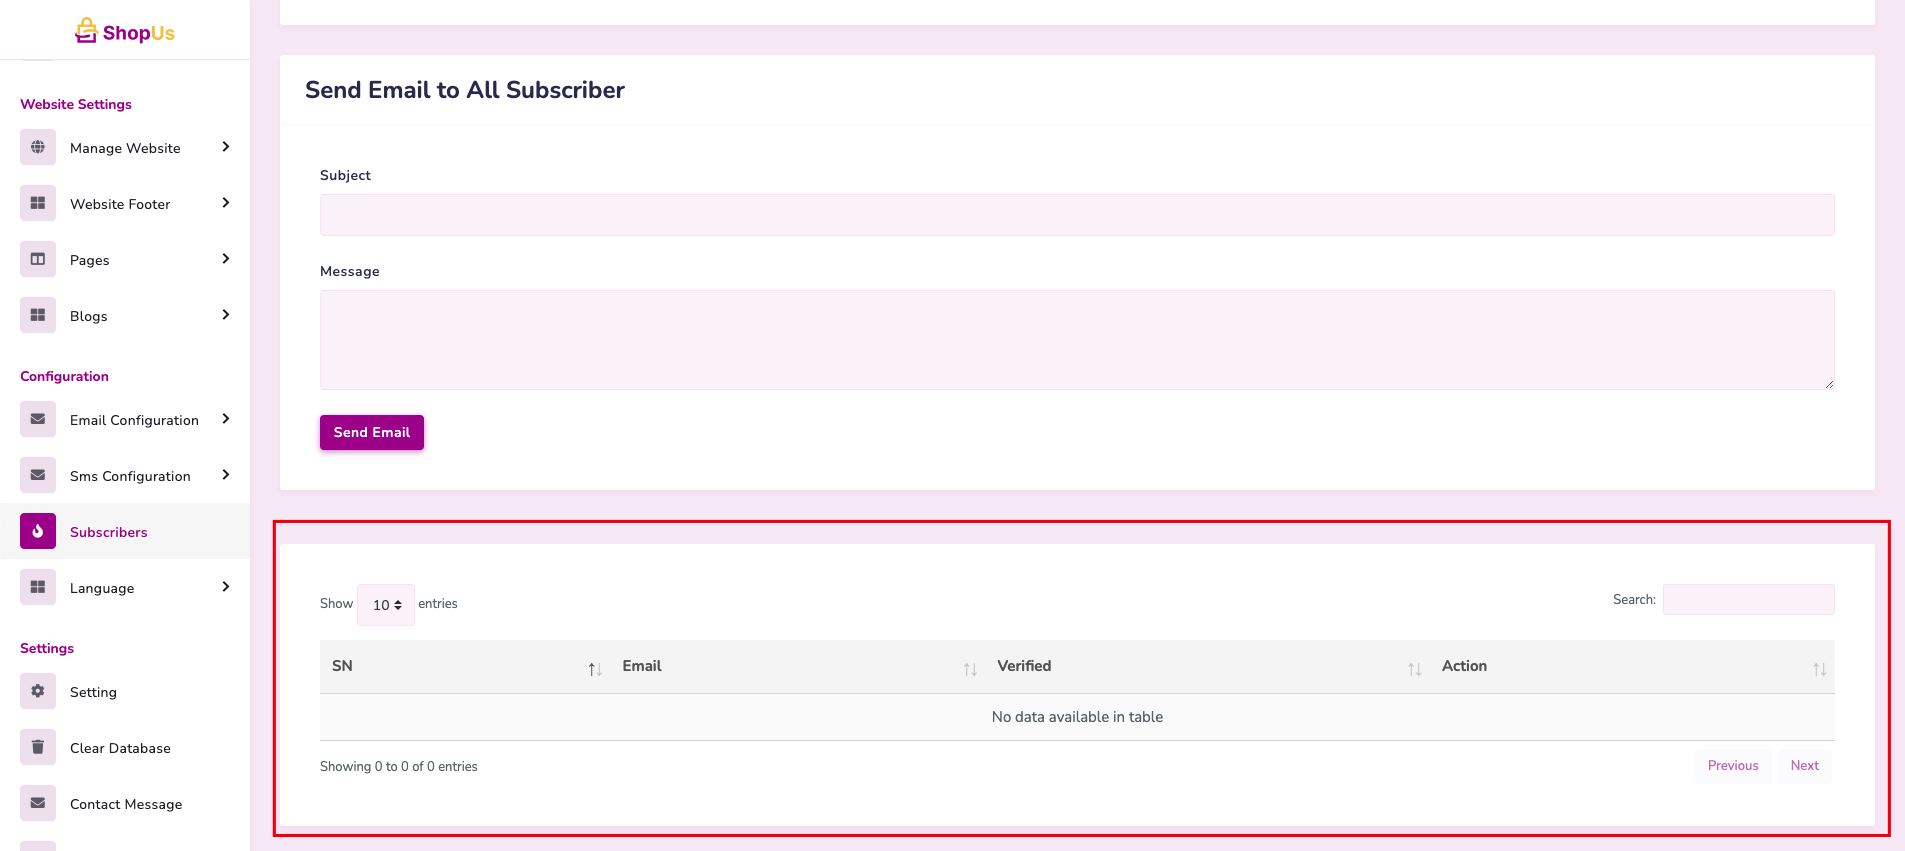 ShopUs
Website Settings
Manage Website
Website Footer
Pages
Blogs
Configuration
Email Configuration
Sms Configuration
Subscribers
Language
Settings
Setting
Clear Database
Contact Message
Send Email to All Subscriber
Subject
Message
Send Email
Show 10 entries
Search:
SN Email Verified Action
No data available in table
Showing 0 to 0 of 0 entries
Previous Next